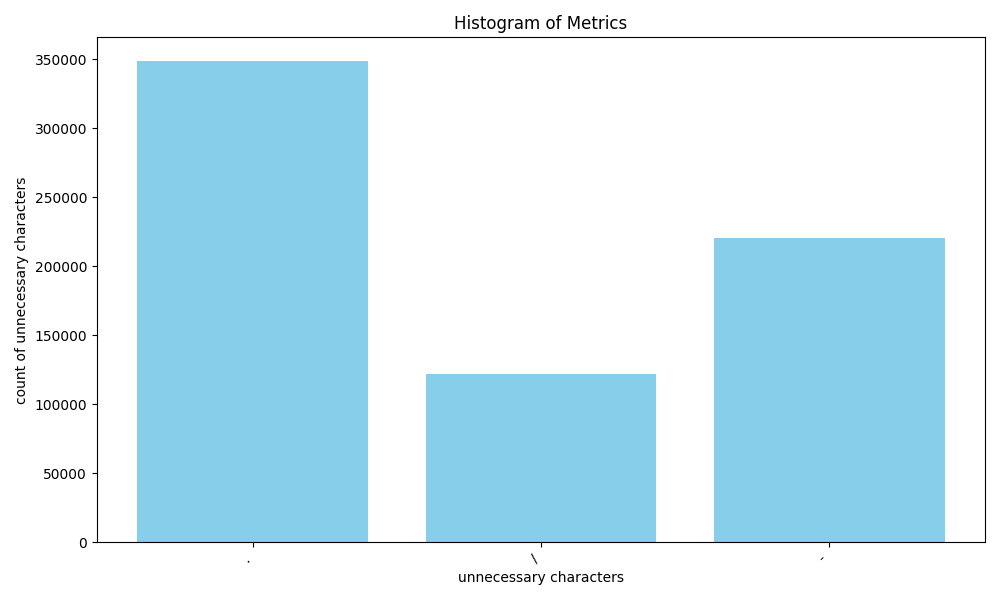 Histogram of Metrics
count of unnecessary characters
350000
300000
250000
200000
150000
100000
50000
0
. / -
unnecessary characters